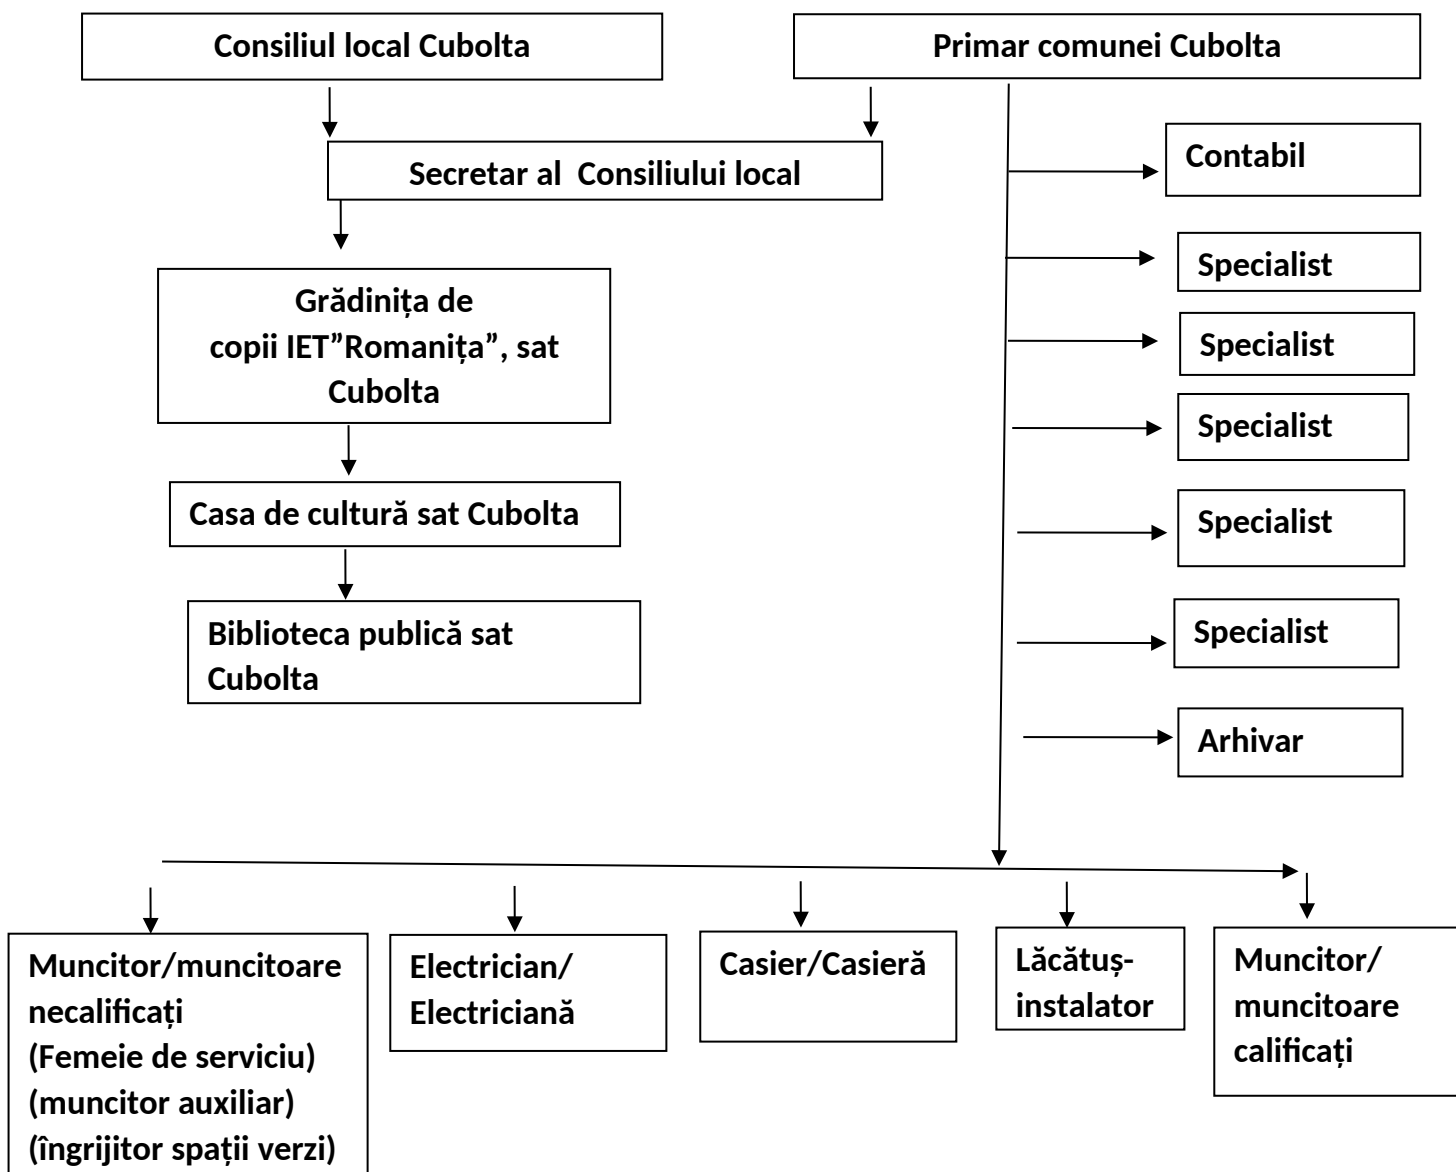 Consiliul local Cubolta
Primar comunei Cubolta
Secretar al  Consiliului local
Contabil
Specialist
Specialist
Specialist
Specialist
Specialist
Arhivar
Grădinița de
copii IET”Romanița”, sat
Cubolta
Casa de cultură sat Cubolta
Biblioteca publică sat
Cubolta
Muncitor/muncitoare
necalificați
(Femeie de serviciu)
(muncitor auxiliar)
(îngrijitor spații verzi)
Electrician/
Electriciană
Casier/Casieră
Lăcătuș-
instalator
Muncitor/
muncitoare
calificați